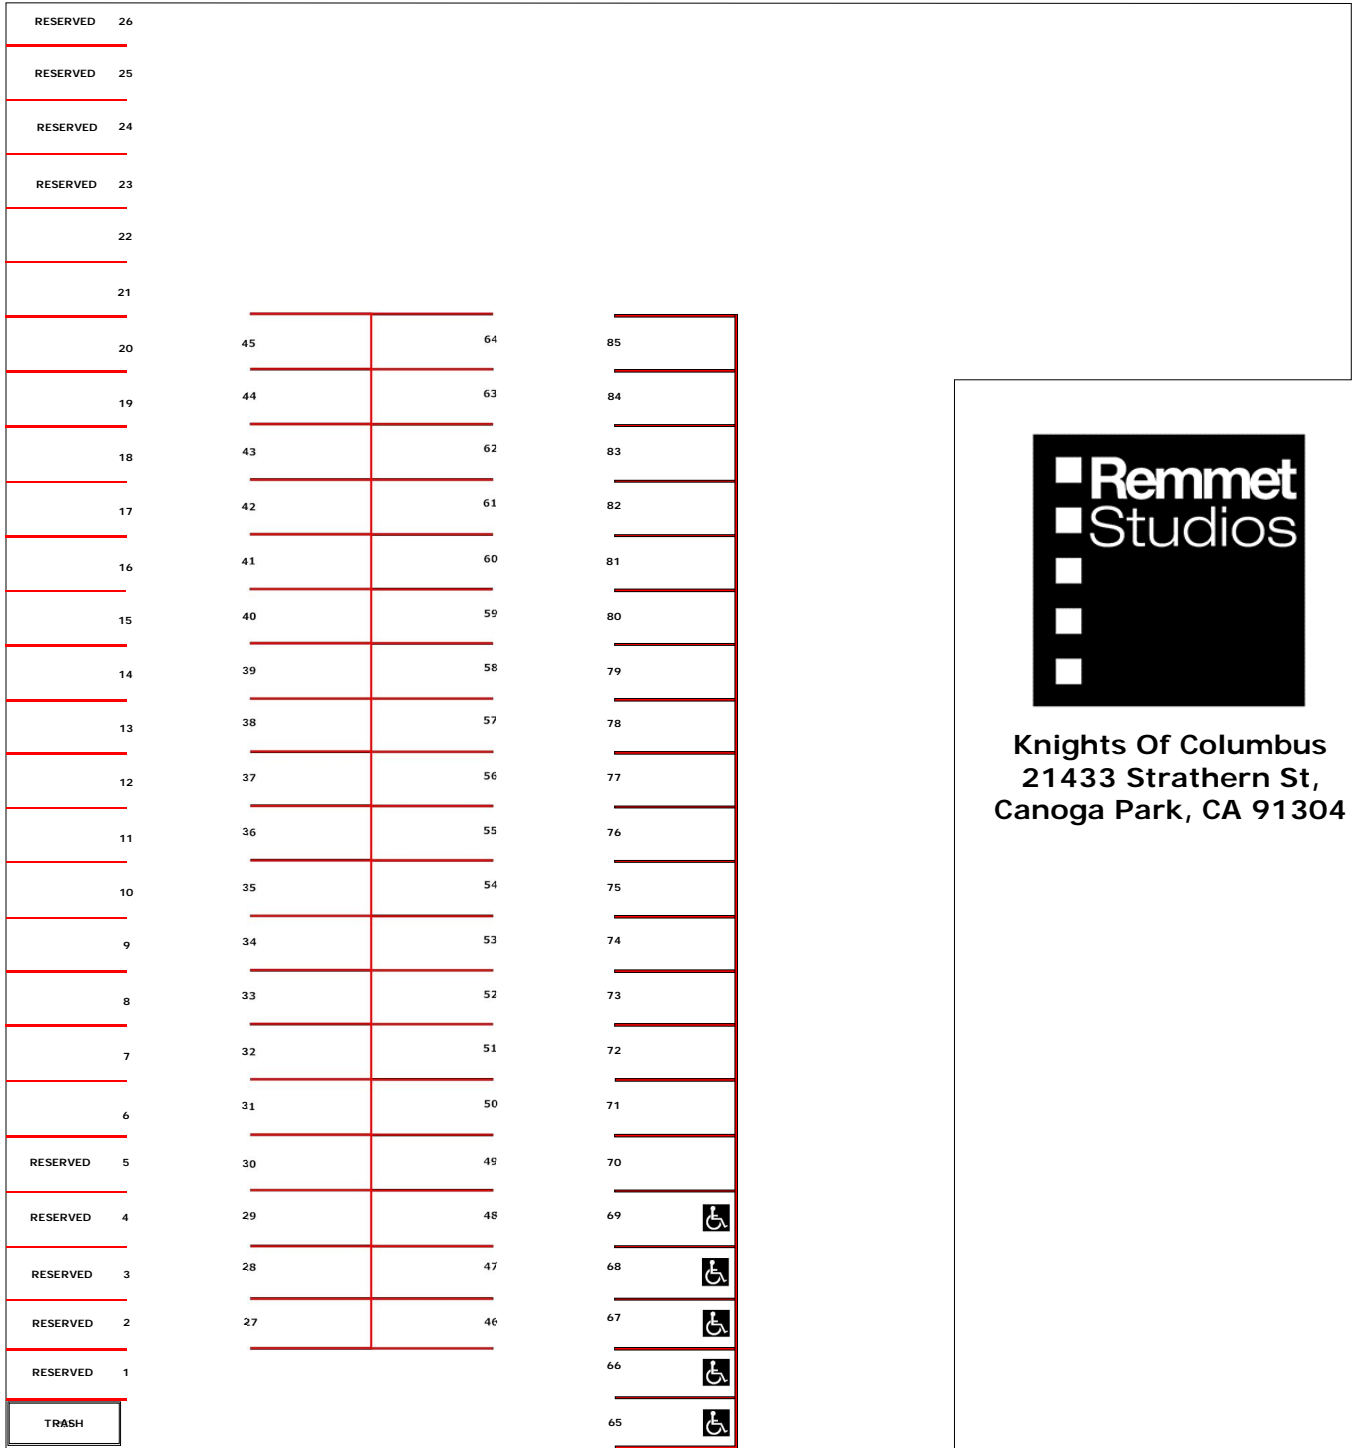 RESERVED 26
RESERVED 25
RESERVED 24
RESERVED 23
22
21
20 45 64 85
19 44 63 84
18 43 62 83
17 42 61 82
16 41 60 81
15 40 59 80
14 39 58 79
13 38 57 78
12 37 56 77
11 36 55 76
10 35 54 75
9 34 53 74
8 33 52 73
7 32 51 72
6 31 50 71
RESERVED 5 30 49 70
RESERVED 4 29 48 69
RESERVED 3 28 47 68
RESERVED 2 27 46 67
RESERVED 1 66
TRASH 65
Remmet
Studios
Knights Of Columbus
21433 Strathern St,
Canoga Park, CA 91304